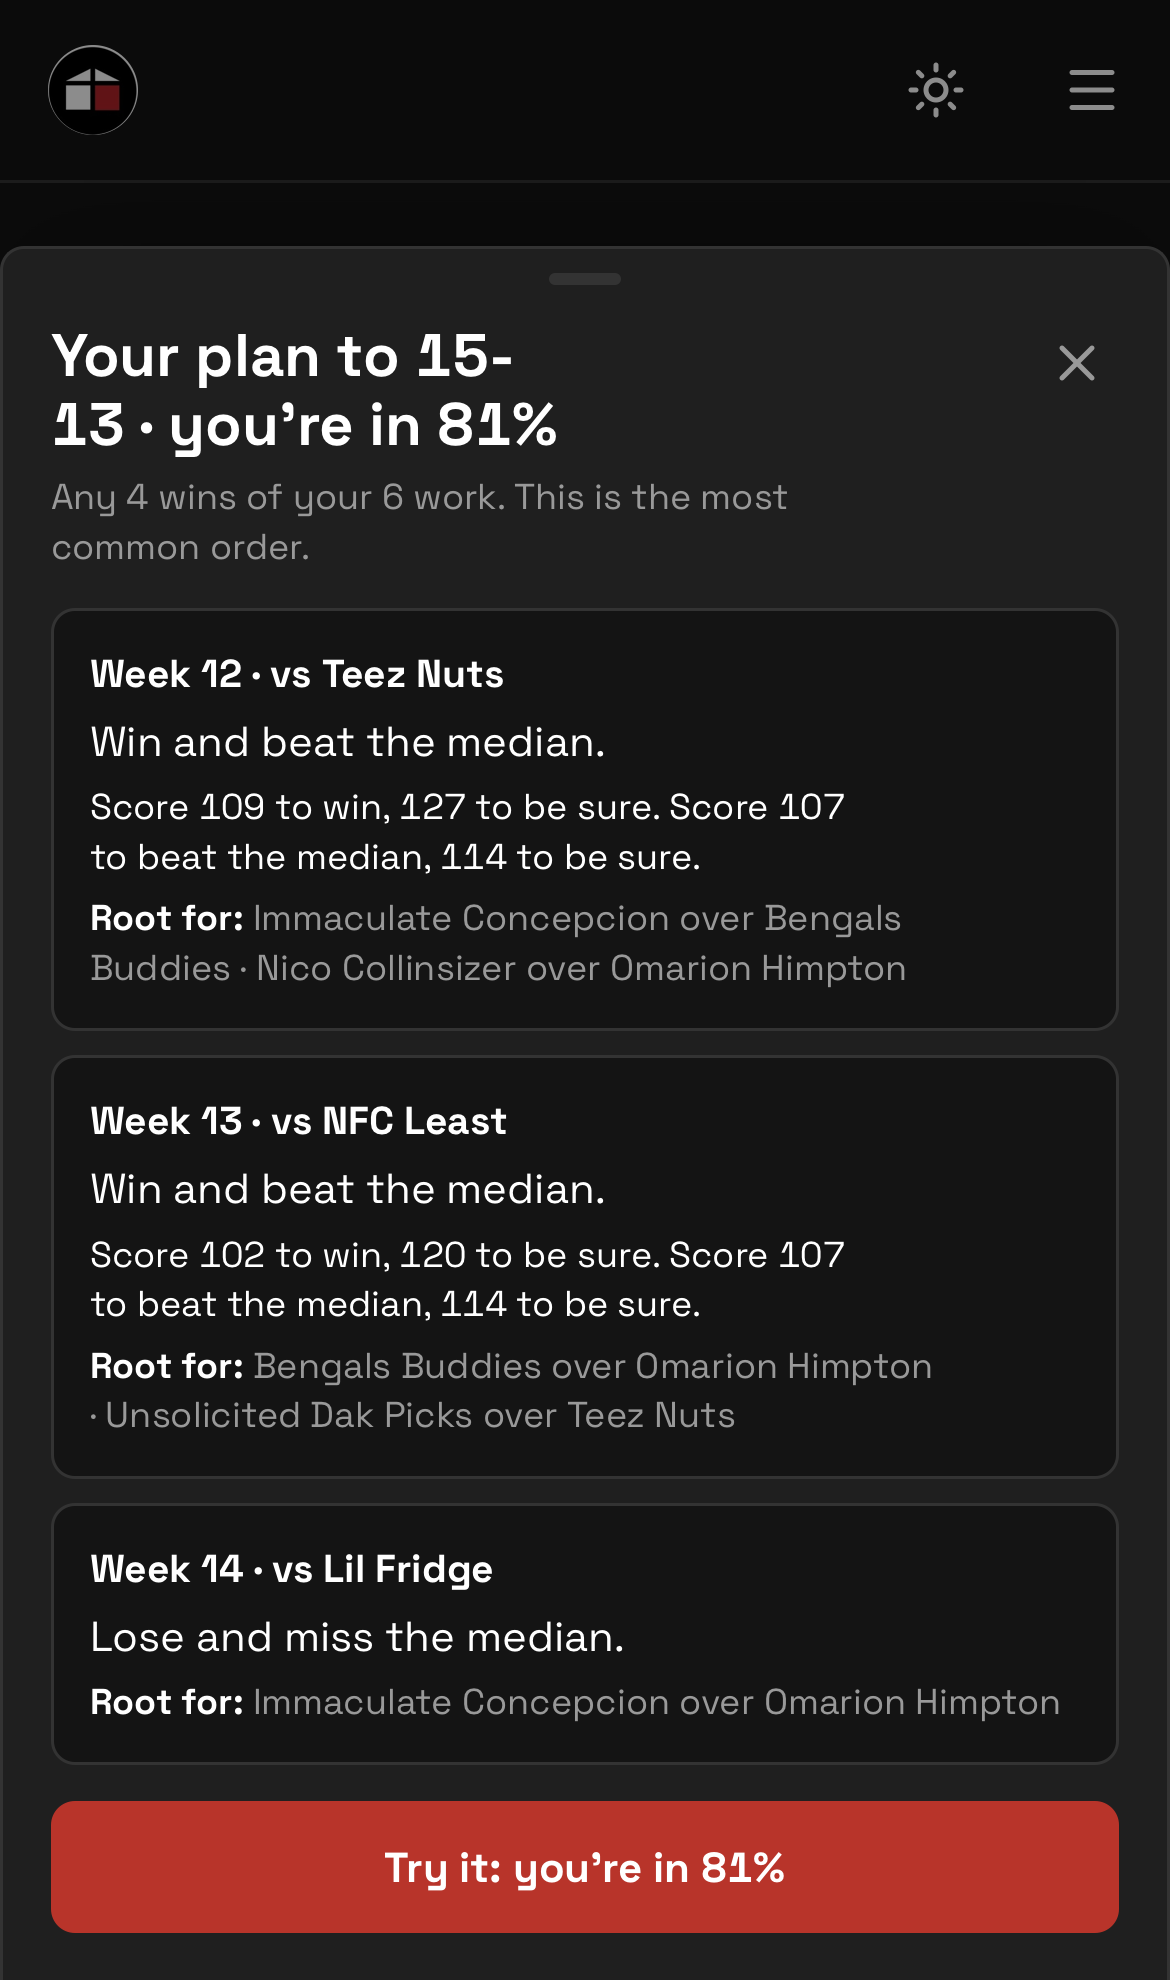 Your plan to 15-
13 · you’re in 81%
Any 4 wins of your 6 work. This is the most
common order.
Week 12 · vs Teez Nuts
Win and beat the median.
Score 109 to win, 127 to be sure. Score 107
to beat the median, 114 to be sure.
Root for: Immaculate Concepcion over Bengals
Buddies · Nico Collinsizer over Omarion Himpton
Week 13 · vs NFC Least
Win and beat the median.
Score 102 to win, 120 to be sure. Score 107
to beat the median, 114 to be sure.
Root for: Bengals Buddies over Omarion Himpton
· Unsolicited Dak Picks over Teez Nuts
Week 14 · vs Lil Fridge
Lose and miss the median.
Root for: Immaculate Concepcion over Omarion Himpton
Try it: you’re in 81%